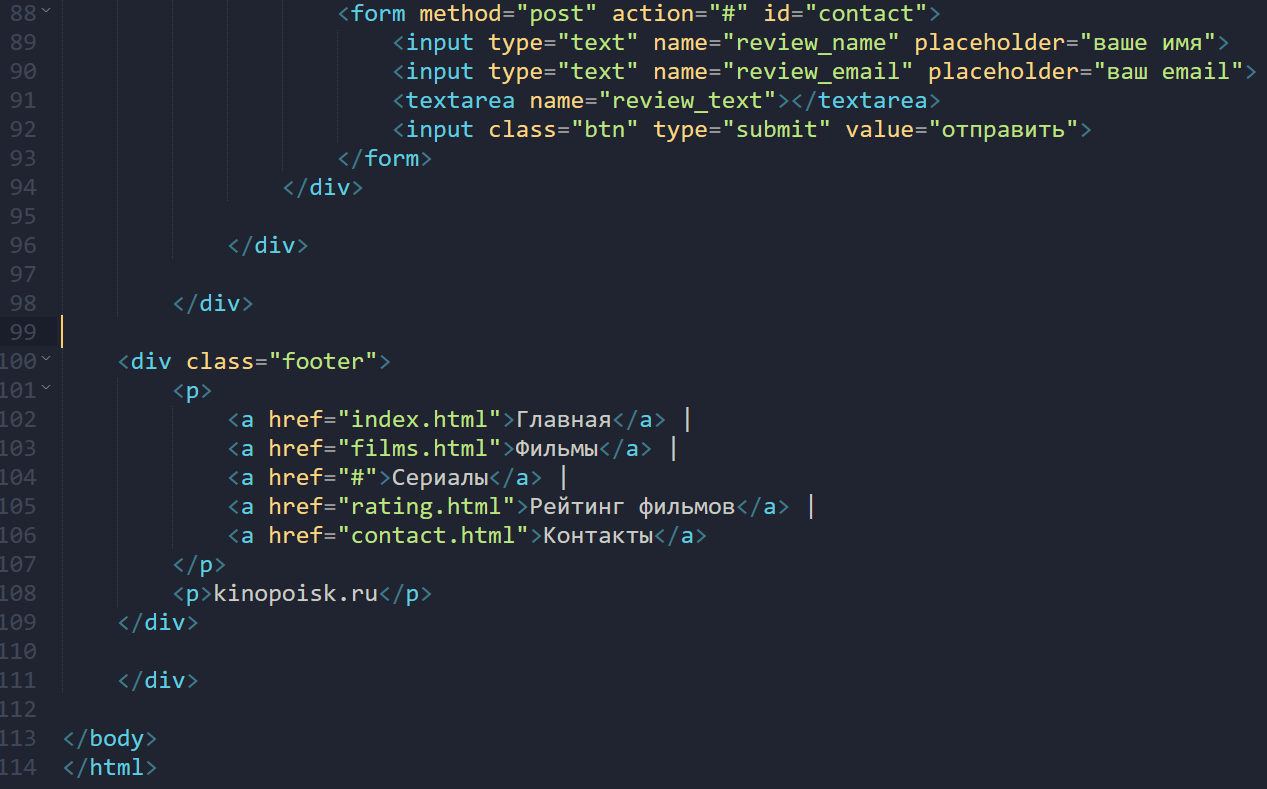 88 <form method="post" action="#" id="contact">
89 <input type="text" name="review_name" placeholder="ваше имя">
90 <input type="text" name="review_email" placeholder="ваш email">
91 <textarea name="review_text"></textarea>
92 <input class="btn" type="submit" value="отправить">
93 </form>
94 </div>
95
96 </div>
97
98 </div>
99
100 <div class="footer">
101 <p>
102 <a href="index.html">Главная</a> |
103 <a href="films.html">Фильмы</a> |
104 <a href="#">Сериалы</a> |
105 <a href="rating.html">Рейтинг фильмов</a> |
106 <a href="contact.html">Контакты</a>
107 </p>
108 <p>kinopoisk.ru</p>
109 </div>
110
111 </div>
112
113 </body>
114 </html>